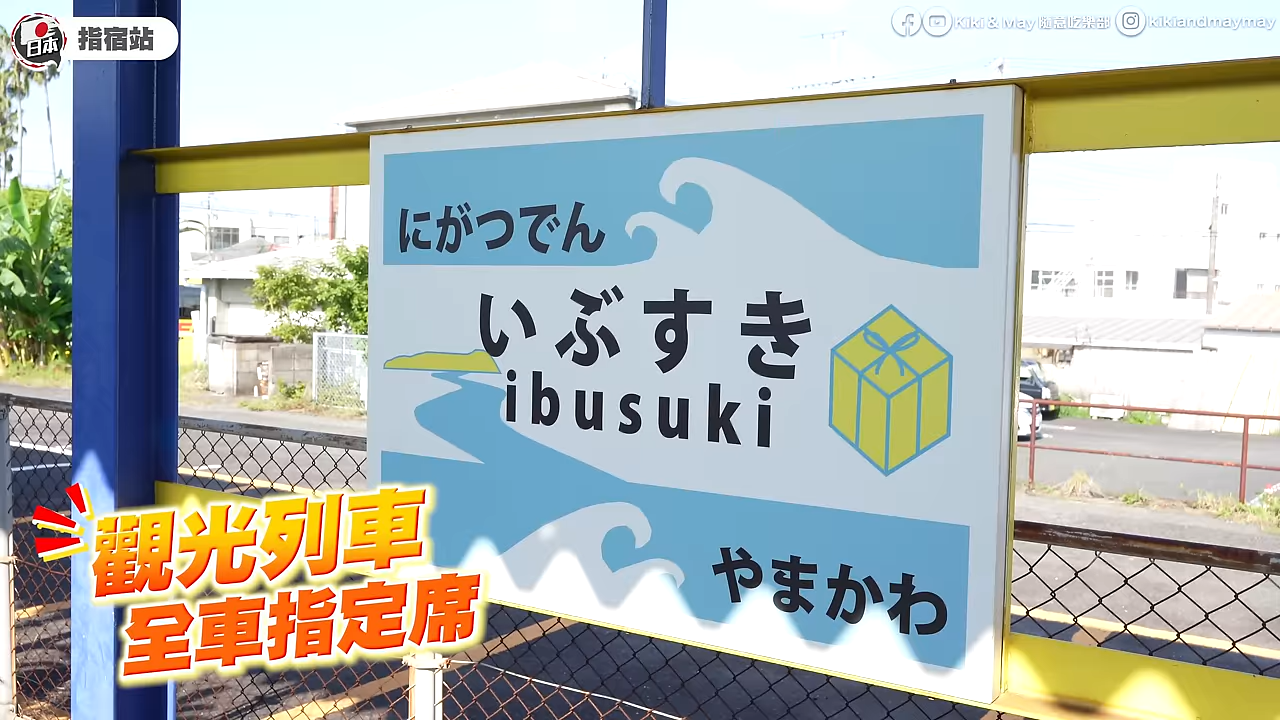 日本 指宿站
Kiki & May 隨意吃樂部 kikiandmaymay
にがつでん
いぶすき
ibusuki
やまかわ
觀光列車
全車指定席